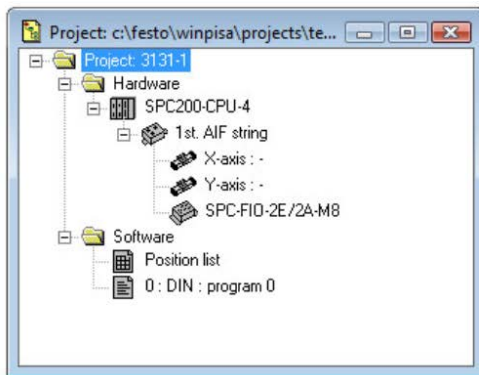 Project: c:\festo\winpisa\projects\te...
Project: 3131-1
Hardware
SPC200-CPU-4
1st. AIF string
X-axis : -
Y-axis : -
SPC-FIO-2E/2A-M8
Software
Position list
0 : DIN : program 0